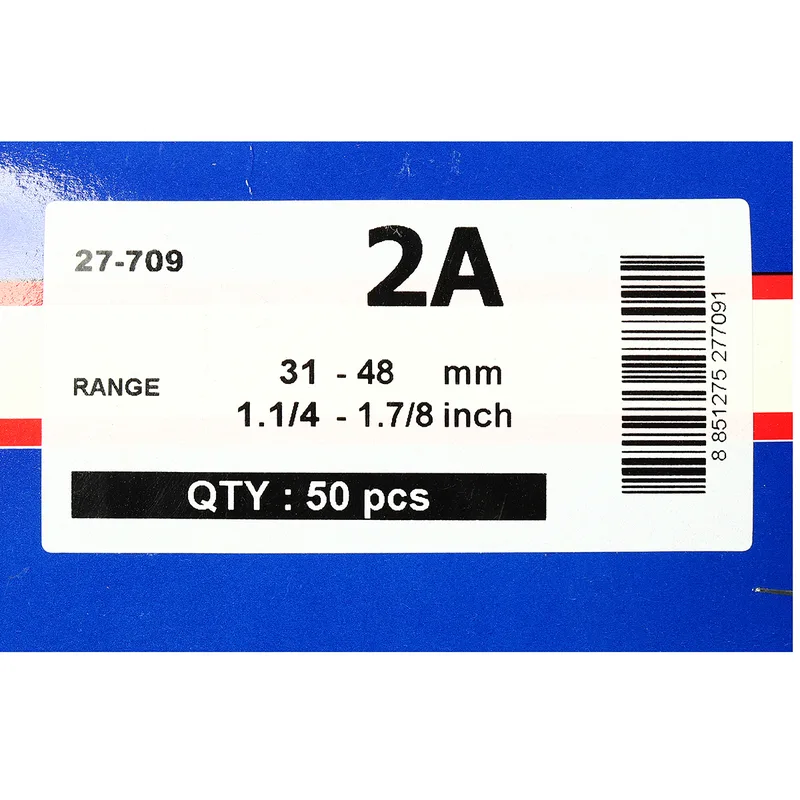 27-709
2A
RANGE
31 - 48 mm
1.1/4 - 1.7/8 inch
QTY : 50 pcs
8 851275 277091